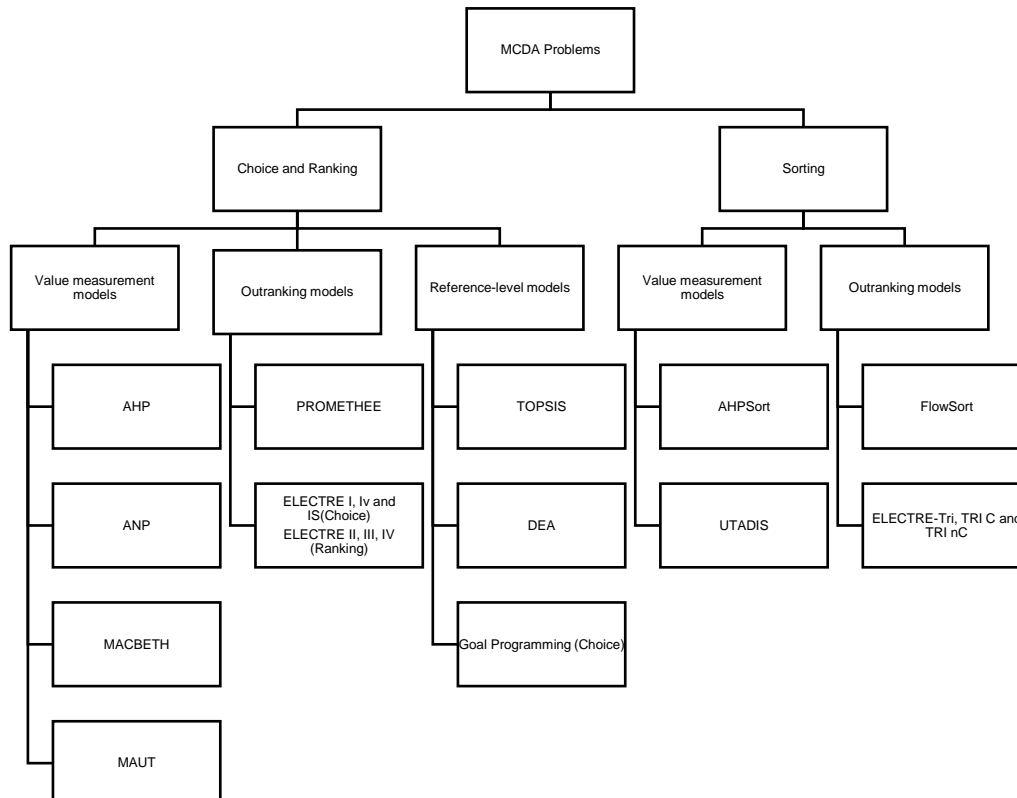 MCDA Problems
Choice and Ranking
Sorting
Value measurement
models
Outranking models
Reference-level models
Value measurement
models
Outranking models
AHP
PROMETHEE
TOPSIS
AHPSort
FlowSort
ANP
ELECTRE I, Iv and
IS(Choice)
ELECTRE II, III, IV
(Ranking)
DEA
UTADIS
ELECTRE-Tri, TRI C and
TRI nC
MACBETH
Goal Programming (Choice)
MAUT